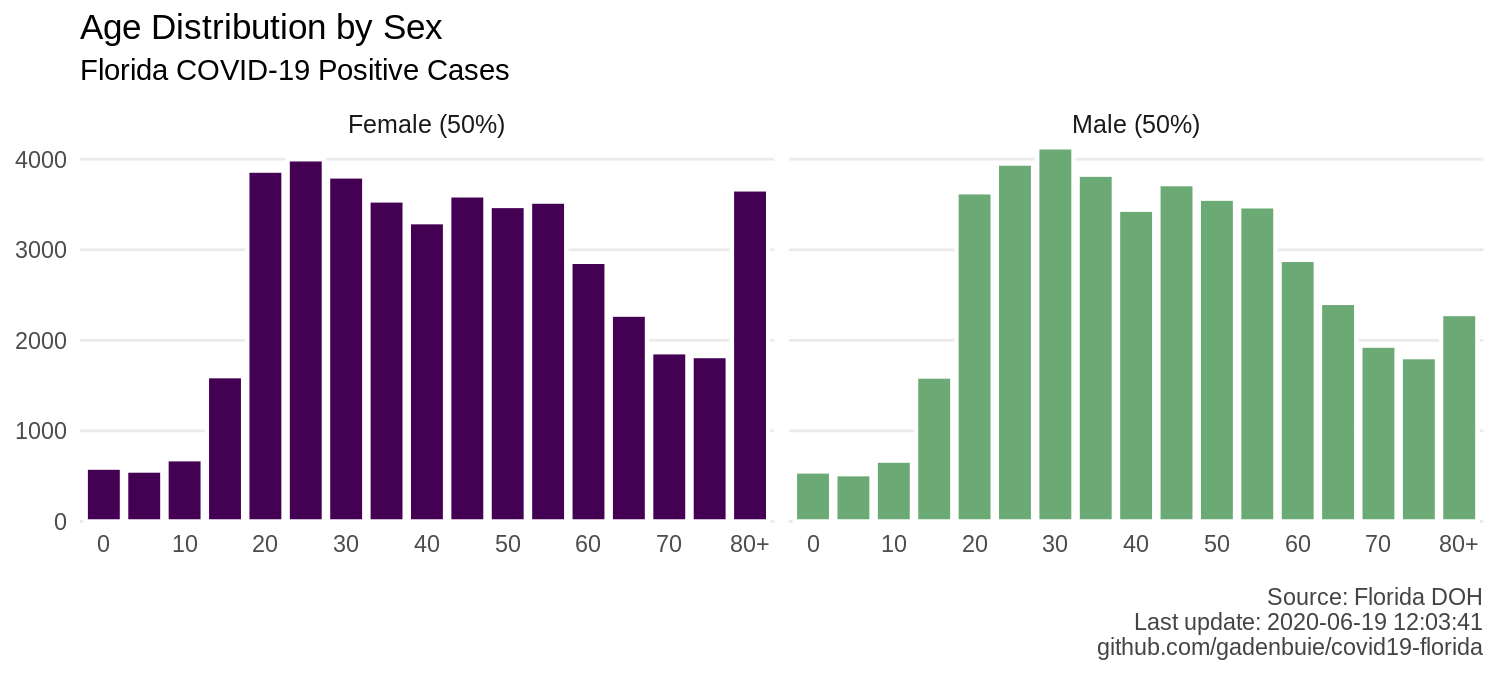 Age Distribution by Sex
Florida COVID-19 Positive Cases
Female (50%)
Male (50%)
4000
3000
2000
1000
0
0 10 20 30 40 50 60 70 80+
0 10 20 30 40 50 60 70 80+
Source: Florida DOH
Last update: 2020-06-19 12:03:41
github.com/gadenbuie/covid19-florida